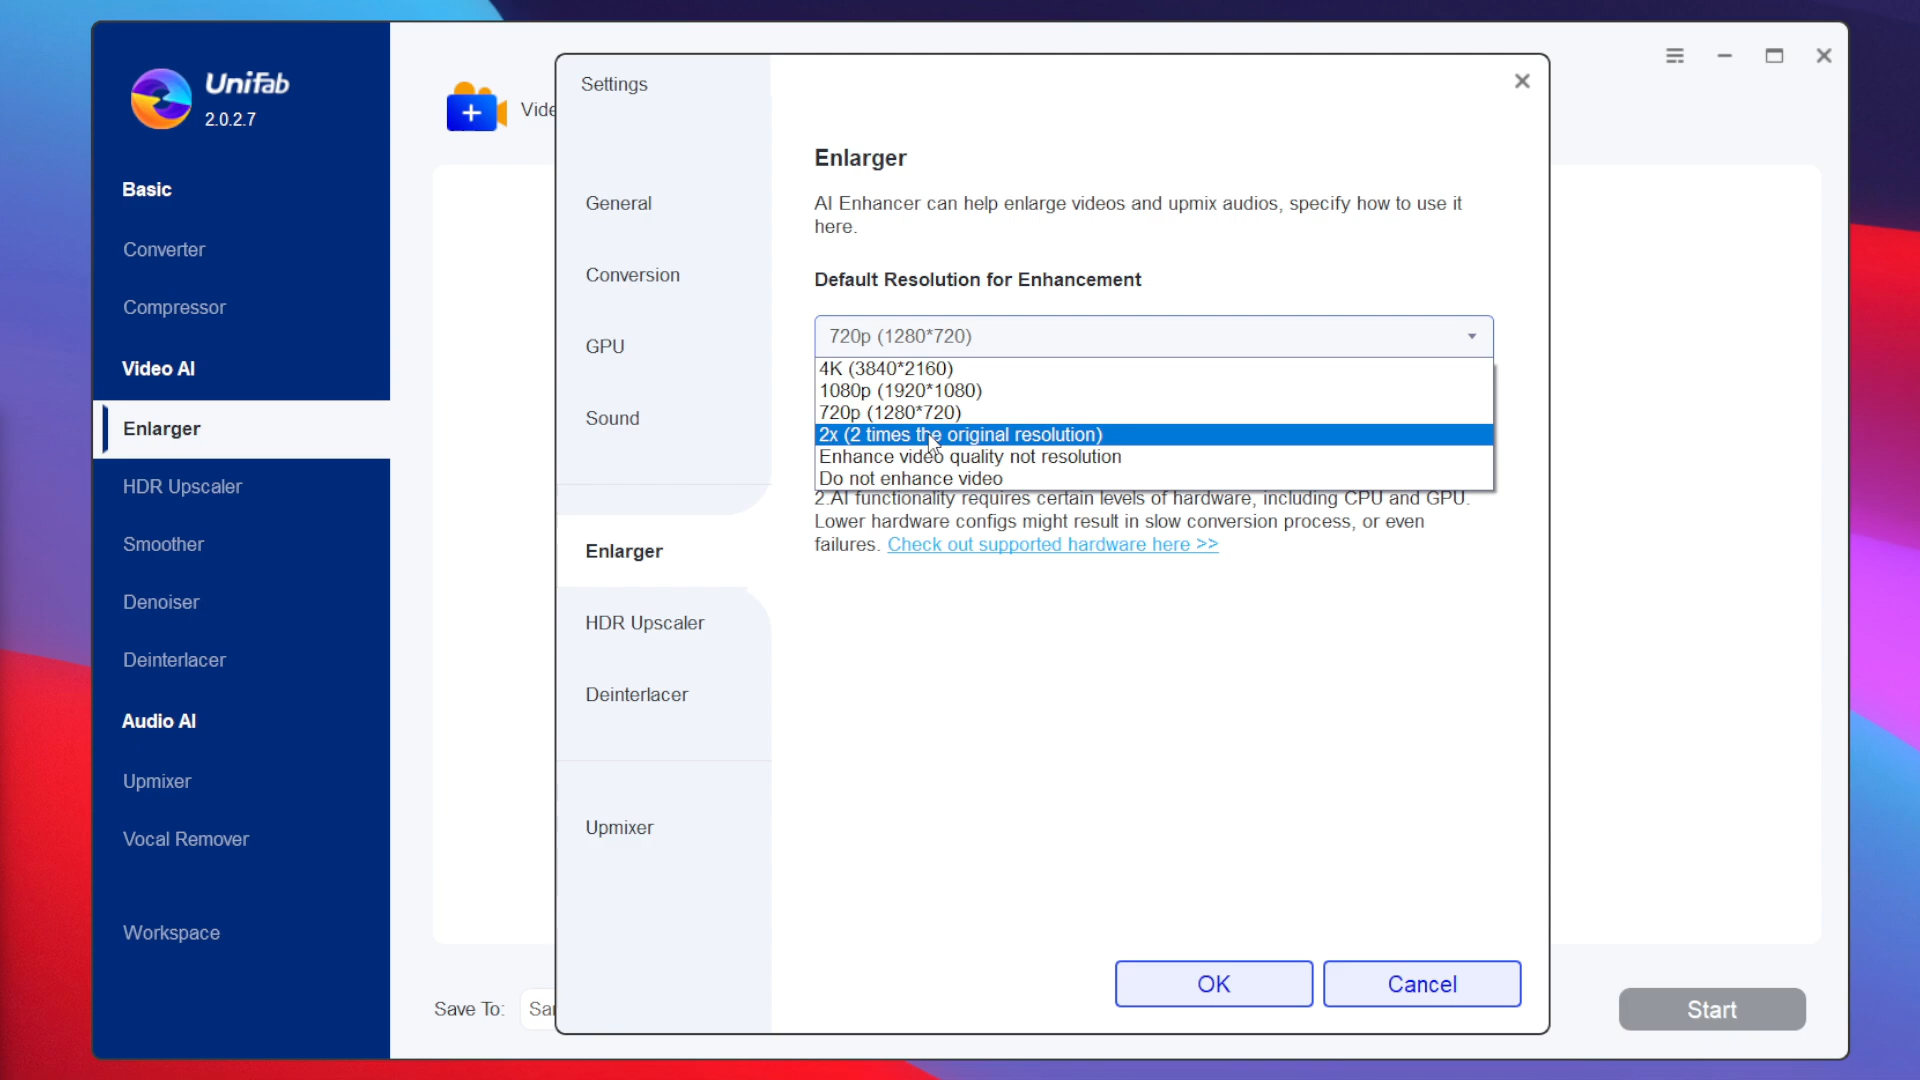 UniFab
2.0.2.7
Basic
Converter
Compressor
Video AI
Enlarger
HDR Upscaler
Smoother
Denoiser
Deinterlacer
Audio AI
Upmixer
Vocal Remover
Workspace
Vide
Save To:
Sa
Settings
General
Conversion
GPU
Sound
Enlarger
HDR Upscaler
Deinterlacer
Upmixer
Enlarger
AI Enhancer can help enlarge videos and upmix audios, specify how to use it
here.
Default Resolution for Enhancement
720p (1280*720)
4K (3840*2160)
1080p (1920*1080)
720p (1280*720)
2x (2 times the original resolution)
Enhance video quality not resolution
Do not enhance video
2.AI functionality requires certain levels of hardware, including CPU and GPU.
Lower hardware configs might result in slow conversion process, or even
failures. Check out supported hardware here >>
OK
Cancel
Start